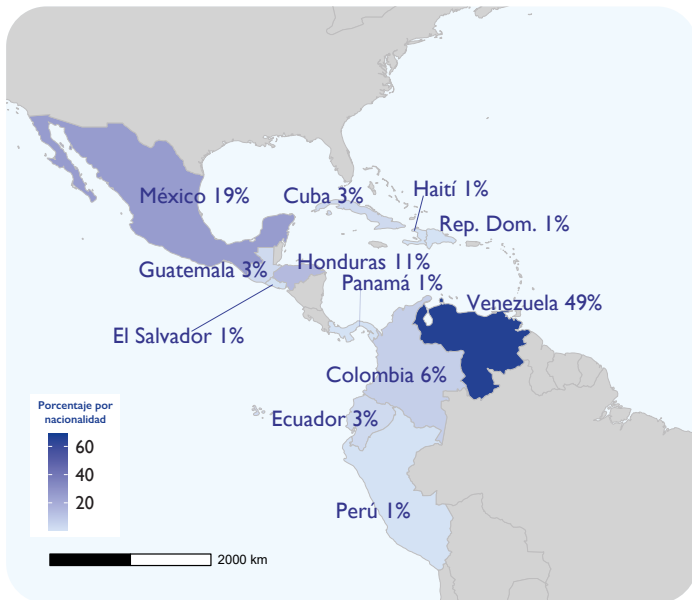 México 19%
Cuba 3%
Haití 1%
Rep. Dom. 1%
Guatemala 3%
Honduras 11%
Panamá 1%
Venezuela 49%
El Salvador 1%
Colombia 6%
Ecuador 3%
Perú 1%
Porcentaje por
nacionalidad
60
40
20
2000 km